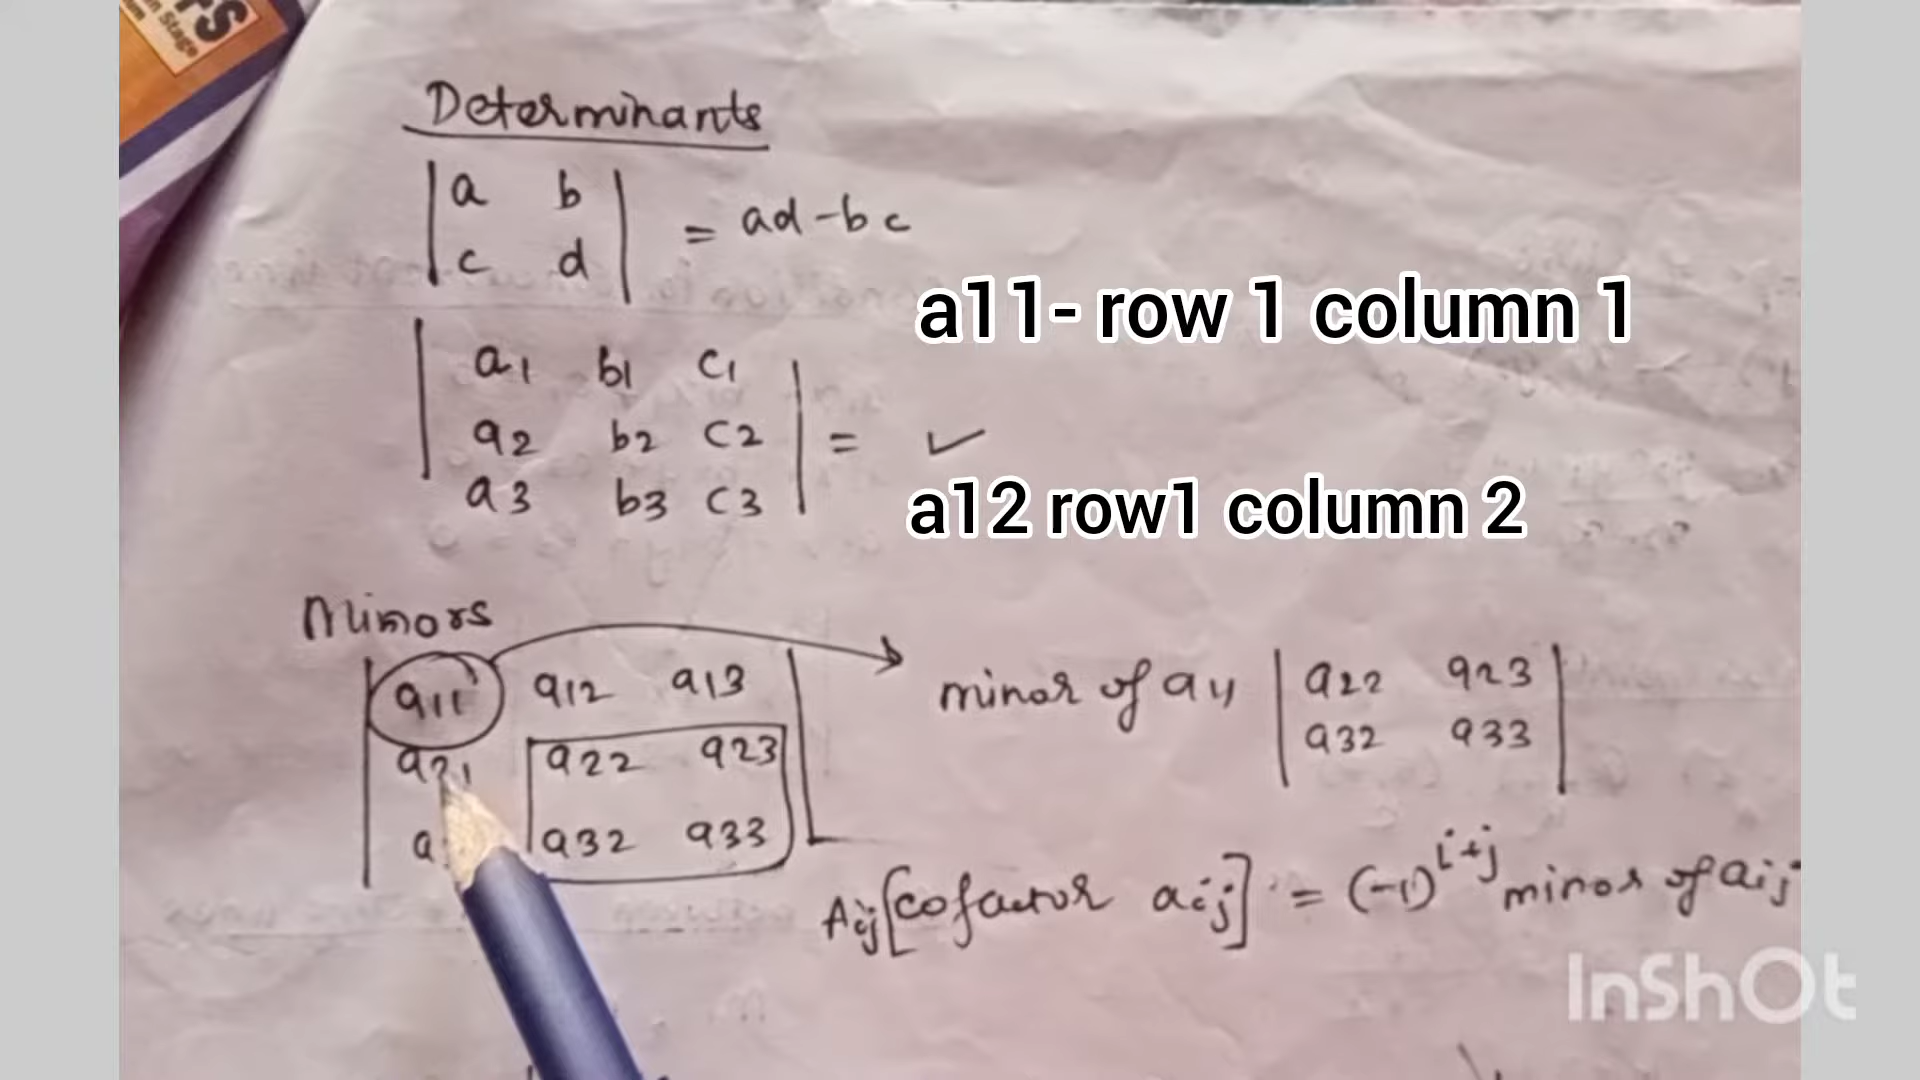 Determinants
| a b |
| c d | = ad - bc
a11- row 1 column 1
| a1 b1 c1 |
| a2 b2 c2 | = ✓
| a3 b3 c3 |
a12 row1 column 2
Minors
| a11 a12 a13 |
| a21 a22 a23 |
a a32 a33
minor of a11 | a22 a23 |
| a32 a33 |
Aij [cofactor aij] = (-1)^i+j minor of aij
InShOt